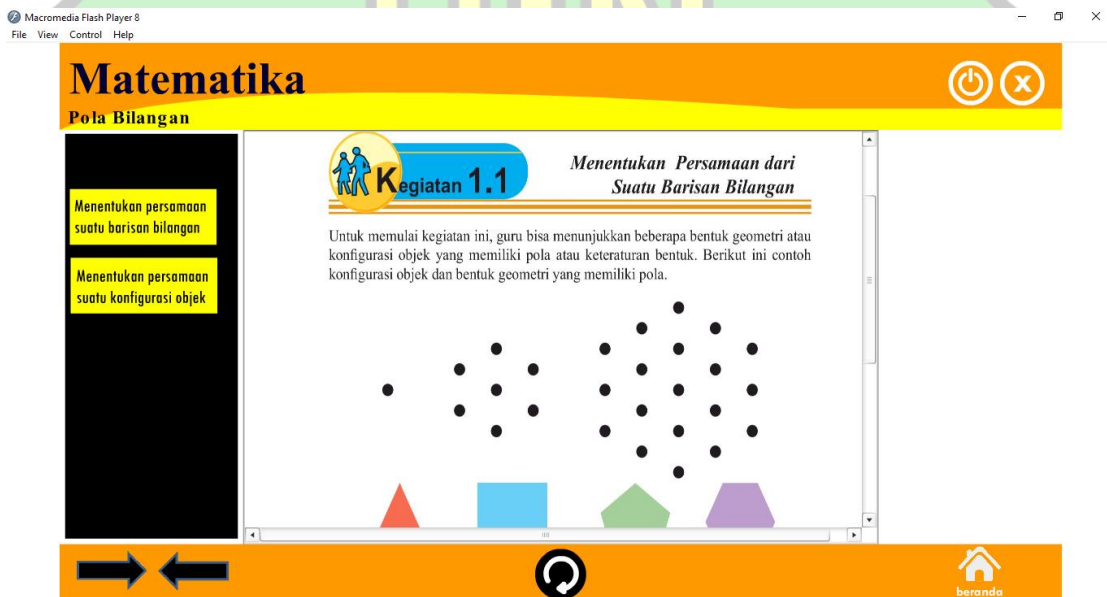 Macromedia Flash Player 8
File View Control Help
Matematika
Pola Bilangan
Menentukan persamaan
suatu barisan bilangan
Menentukan persamaan
suatu konfigurasi objek
Kegiatan 1.1
Menentukan Persamaan dari
Suatu Barisan Bilangan
Untuk memulai kegiatan ini, guru bisa menunjukkan beberapa bentuk geometri atau
konfigurasi objek yang memiliki pola atau keteraturan bentuk. Berikut ini contoh
konfigurasi objek dan bentuk geometri yang memiliki pola.
beranda